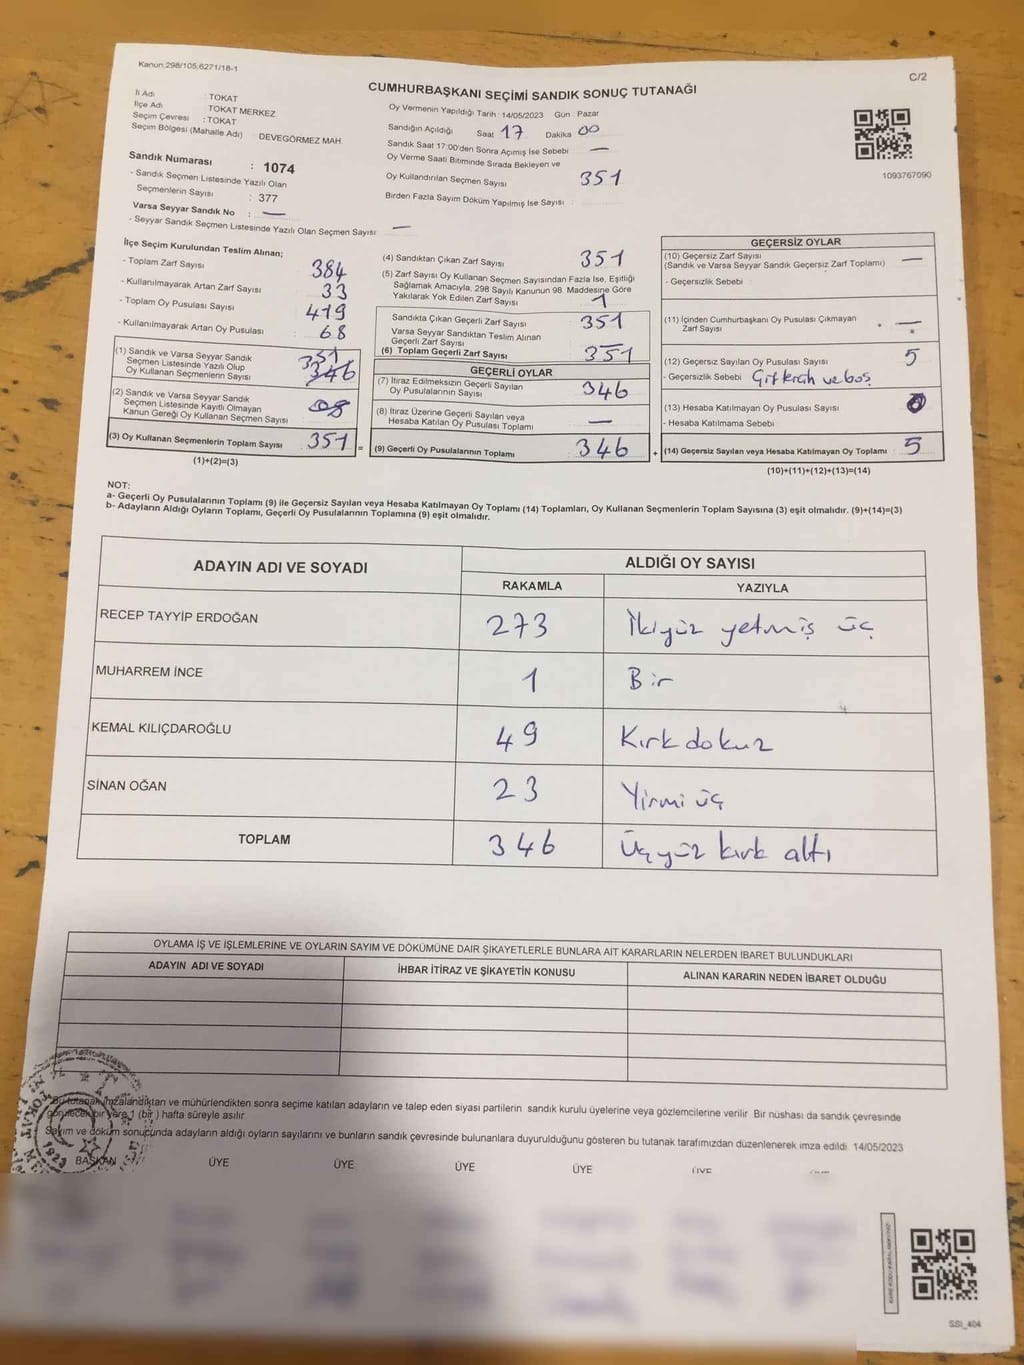 Kanun.298/105,6271/18-1
C/2
CUMHURBAŞKANI SEÇİMİ SANDIK SONUÇ TUTANAĞI
İl Adı : TOKAT
İlçe Adı : TOKAT MERKEZ
Seçim Çevresi : TOKAT
Seçim Bölgesi (Mahalle Adı) : DEVEGÖRMEZ MAH.
Sandık Numarası : 1074
- Sandık Seçmen Listesinde Yazılı Olan
Seçmenlerin Sayısı : 377
Varsa Seyyar Sandık No : —
- Seyyar Sandık Seçmen Listesinde Yazılı Olan Seçmen Sayısı : —
Oy Vermenin Yapıldığı Tarih : 14/05/2023 Gün : Pazar
Sandığın Açıldığı Saat 17 Dakika 00
Sandık Saat 17:00'den Sonra Açımış İse Sebebi : —
Oy Verme Saati Bitiminde Sırada Bekleyen ve
Oy Kullandırılan Seçmen Sayısı 351
Birden Fazla Sayım Döküm Yapılmış İse Sayısı :
1093767090
İlçe Seçim Kurulundan Teslim Alınan;
- Toplam Zarf Sayısı 384
- Kullanılmayarak Artan Zarf Sayısı 33
- Toplam Oy Pusulası Sayısı 419
- Kullanılmayarak Artan Oy Pusulası 68
(1) Sandık ve Varsa Seyyar Sandık
Seçmen Listesinde Yazılı Olup
Oy Kullanan Seçmenlerin Sayısı 351 346
(2) Sandık ve Varsa Seyyar Sandık
Seçmen Listesinde Kayıtlı Olmayan
Kanun Gereği Oy Kullanan Seçmen Sayısı
(3) Oy Kullanan Seçmenlerin Toplam Sayısı 351 =
(1)+(2)=(3)
(4) Sandıktan Çıkan Zarf Sayısı 351
(5) Zarf Sayısı Oy Kullanan Seçmen Sayısından Fazla İse, Eşitliği
Sağlamak Amacıyla, 298 Sayılı Kanunun 98. Maddesine Göre
Yakılarak Yok Edilen Zarf Sayısı
Sandıkta Çıkan Geçerli Zarf Sayısı 351
Varsa Seyyar Sandıktan Teslim Alınan
Geçerli Zarf Sayısı
(6) Toplam Geçerli Zarf Sayısı 351
GEÇERLİ OYLAR
(7) İtiraz Edilmeksizin Geçerli Sayılan
Oy Pusulalarının Sayısı 346
(8) İtiraz Üzerine Geçerli Sayılan veya
Hesaba Katılan Oy Pusulası Toplamı —
(9) Geçerli Oy Pusulalarının Toplamı 346 +
GEÇERSİZ OYLAR
(10) Geçersiz Zarf Sayısı
(Sandık ve Varsa Seyyar Sandık Geçersiz Zarf Toplamı) —
- Geçersizlik Sebebi
(11) İçinden Cumhurbaşkanı Oy Pusulası Çıkmayan
Zarf Sayısı —
(12) Geçersiz Sayılan Oy Pusulası Sayısı 5
- Geçersizlik Sebebi Çift tercih ve boş
(13) Hesaba Katılmayan Oy Pusulası Sayısı
- Hesaba Katılmama Sebebi
(14) Geçersiz Sayılan veya Hesaba Katılmayan Oy Toplamı 5
(10)+(11)+(12)+(13)=(14)
NOT:
a- Geçerli Oy Pusulalarının Toplamı (9) ile Geçersiz Sayılan veya Hesaba Katılmayan Oy Toplamı (14) Toplamları, Oy Kullanan Seçmenlerin Toplam Sayısına (3) eşit olmalıdır. (9)+(14)=(3)
b- Adayların Aldığı Oyların Toplamı, Geçerli Oy Pusulalarının Toplamına (9) eşit olmalıdır.
ADAYIN ADI VE SOYADI ALDIĞI OY SAYISI
RAKAMLA YAZIYLA
RECEP TAYYİP ERDOĞAN 273 İkiyüz yetmiş üç
MUHARREM İNCE 1 Bir
KEMAL KILIÇDAROĞLU 49 Kırk dokuz
SİNAN OĞAN 23 Yirmi üç
TOPLAM 346 Üçyüz kırk altı
OYLAMA İŞ VE İŞLEMLERİNE VE OYLARIN SAYIM VE DÖKÜMÜNE DAİR ŞİKAYETLERLE BUNLARA AİT KARARLARIN NELERDEN İBARET BULUNDUKLARI
ADAYIN ADI VE SOYADI İHBAR İTİRAZ VE ŞİKAYETİN KONUSU ALINAN KARARIN NEDEN İBARET OLDUĞU
Bu tutanak imzalandıktan ve mühürlendikten sonra seçime katılan adayların ve talep eden siyasi partilerin sandık kurulu üyelerine veya gözlemcilerine verilir. Bir nüshası da sandık çevresinde
görülecek bir yere 1 (bir) hafta süreyle asılır.
Sayım ve döküm sonucunda adayların aldığı oyların sayılarını ve bunların sandık çevresinde bulunanlara duyurulduğunu gösteren bu tutanak tarafımızdan düzenlenerek imza edildi. 14/05/2023
BAŞKAN ÜYE ÜYE ÜYE ÜYE ÜYE
SSI_404